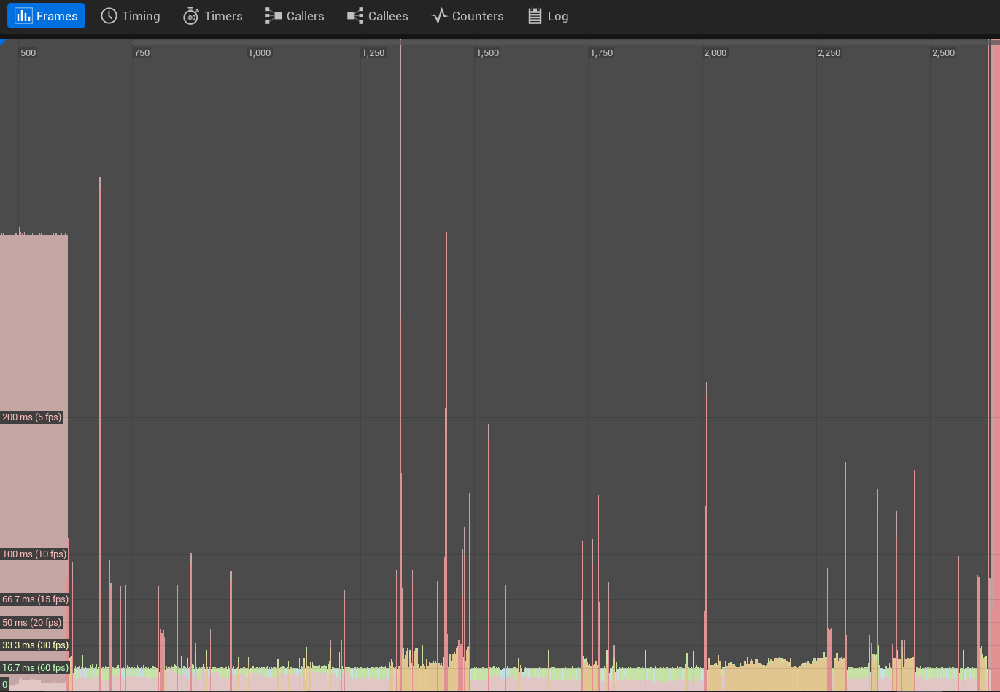 Frames Timing Timers Callers :00 Callees Counters Log
500 750 1,000 1,250 1,500 1,750 2,000 2,250 2,500
200 ms (5 fps)
100 ms (10 fps)
66.7 ms (15 fps)
50 ms (20 fps)
33.3 ms (30 fps)
16.7 ms (60 fps)
0